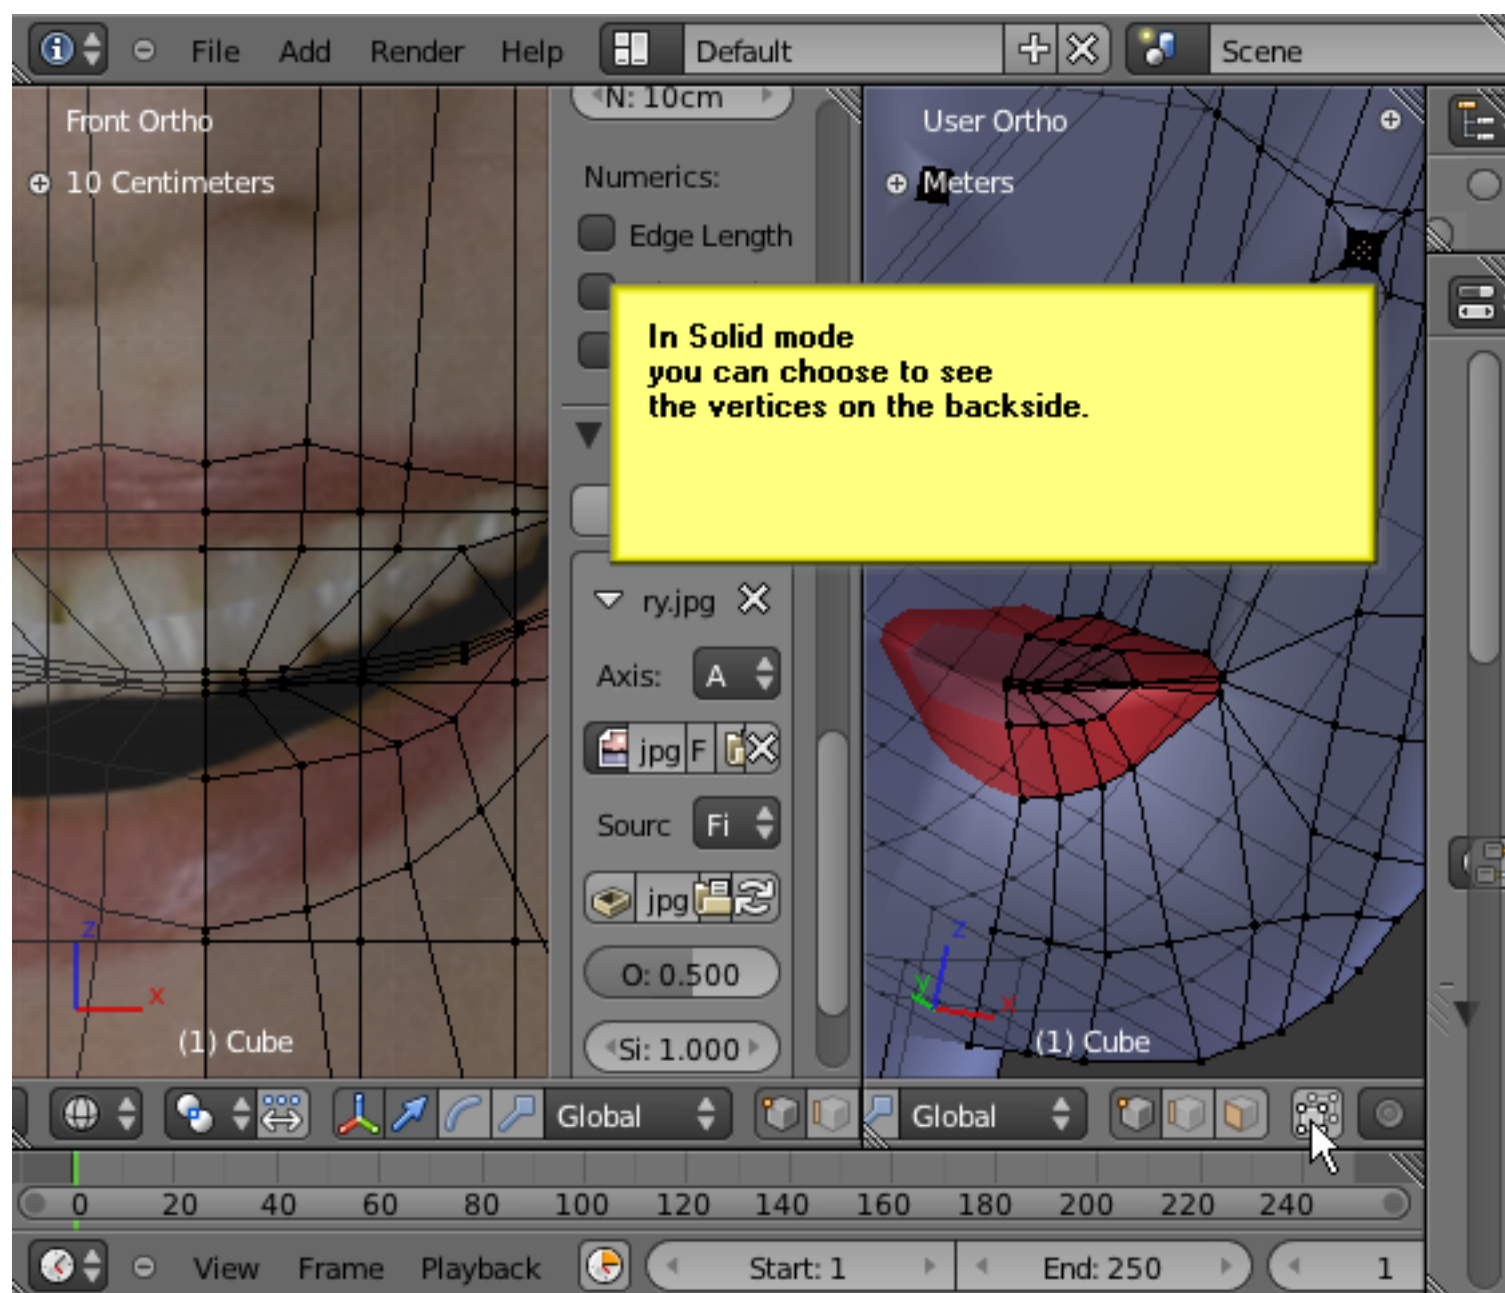 File Add Render Help Default Scene
Front Ortho
10 Centimeters
N: 10cm
Numerics:
Edge Length
User Ortho
Meters
In Solid mode
you can choose to see
the vertices on the backside.
ry.jpg
Axis: A
jpg F
Sourc Fi
jpg
O: 0.500
Si: 1.000
z
x
(1) Cube
z
y
x
(1) Cube
Global
Global
0 20 40 60 80 100 120 140 160 180 200 220 240
View Frame Playback Start: 1 End: 250 1